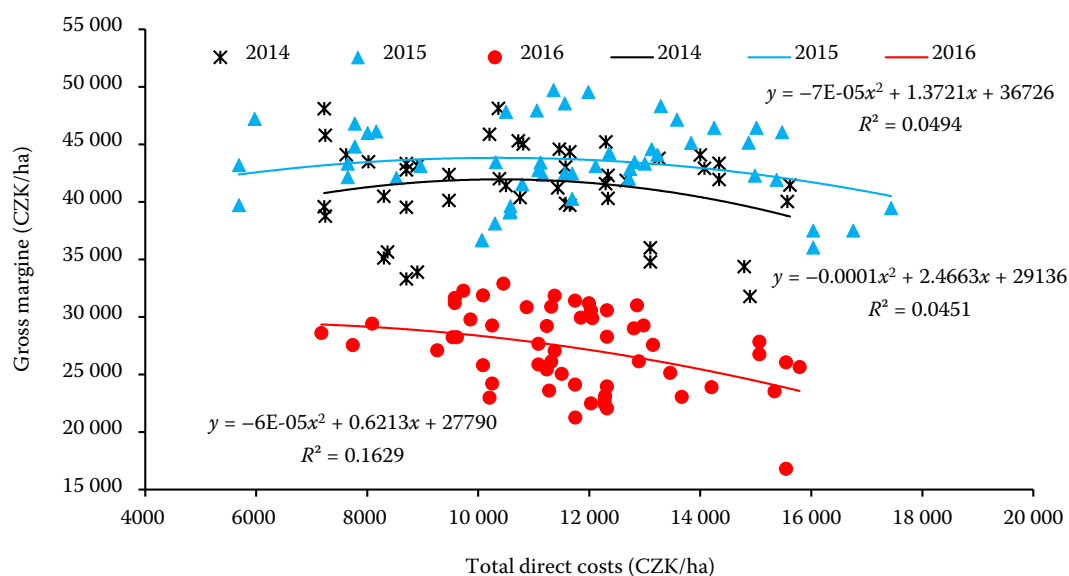 55 000
50 000
45 000
40 000
35 000
30 000
25 000
20 000
15 000
Gross margine (CZK/ha)
2014 2015 2016 2014 2015 2016
y = −7E-05x² + 1.3721x + 36726
R² = 0.0494
y = −0.0001x² + 2.4663x + 29136
R² = 0.0451
y = −6E-05x² + 0.6213x + 27790
R² = 0.1629
4000 6000 8000 10 000 12 000 14 000 16 000 18 000 20 000
Total direct costs (CZK/ha)